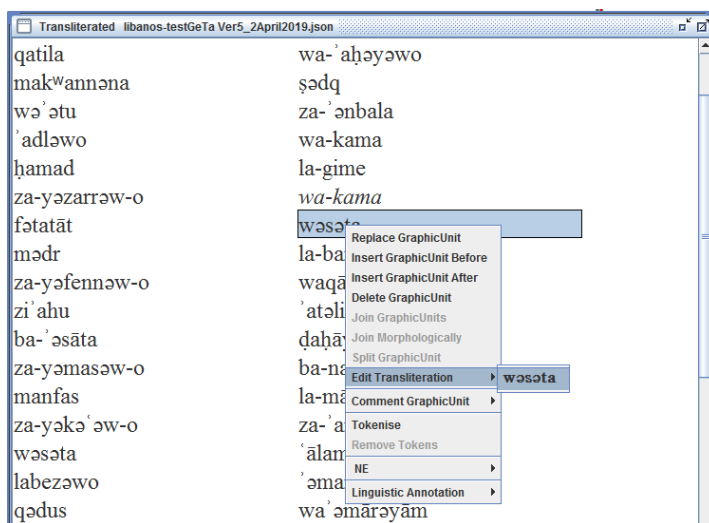 Transliterated libanos-testGeTa Ver5_2April2019.json
qatila wa-ʾaḥəyəwo
makʷannəna ṣədq
wəʾətu za-ʾənbala
ʾadləwo wa-kama
ḥamad la-gime
za-yəzarrəw-o wa-kama
fətatāt wəsəta
mədr
za-yəfennəw-o
ziʾahu
ba-ʾəsāta
za-yəmasəw-o
manfas
za-yəkəʿəw-o
wəsəta
labezəwo
qədus waʾəmārəyām
Replace GraphicUnit
Insert GraphicUnit Before
Insert GraphicUnit After
Delete GraphicUnit
Join GraphicUnits
Join Morphologically
Split GraphicUnit
Edit Transliteration wəsəta
Comment GraphicUnit
Tokenise
Remove Tokens
NE
Linguistic Annotation